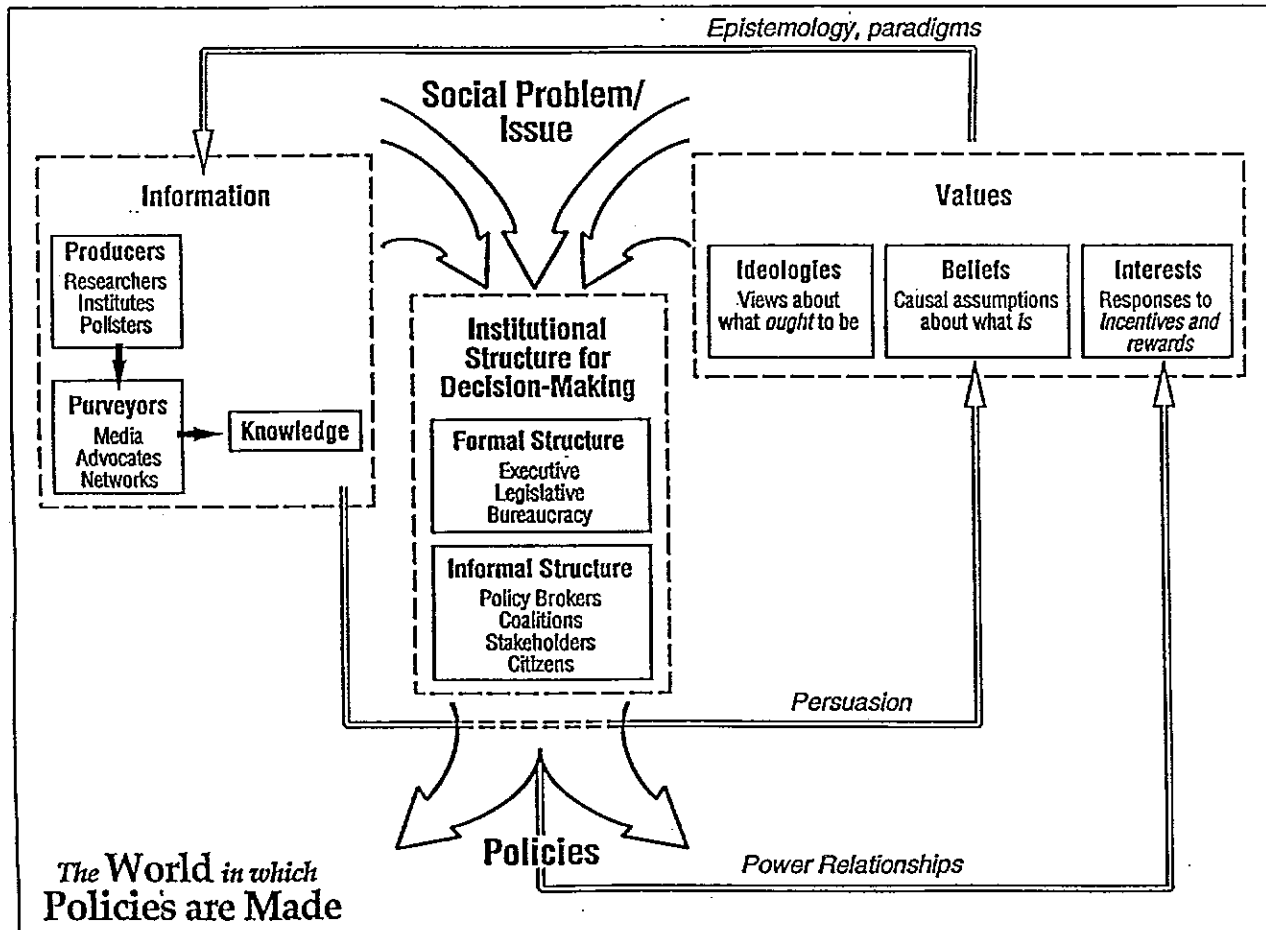 Epistemology, paradigms
Social Problem/
Issue
Information
Producers
Researchers
Institutes
Pollsters
Purveyors
Media
Advocates
Networks
Knowledge
Institutional
Structure for
Decision-Making
Formal Structure
Executive
Legislative
Bureaucracy
Informal Structure
Policy Brokers
Coalitions
Stakeholders
Citizens
Values
Ideologies
Views about
what ought to be
Beliefs
Causal assumptions
about what is
Interests
Responses to
Incentives and
rewards
Persuasion
Policies
Power Relationships
The World in which
Policies are Made